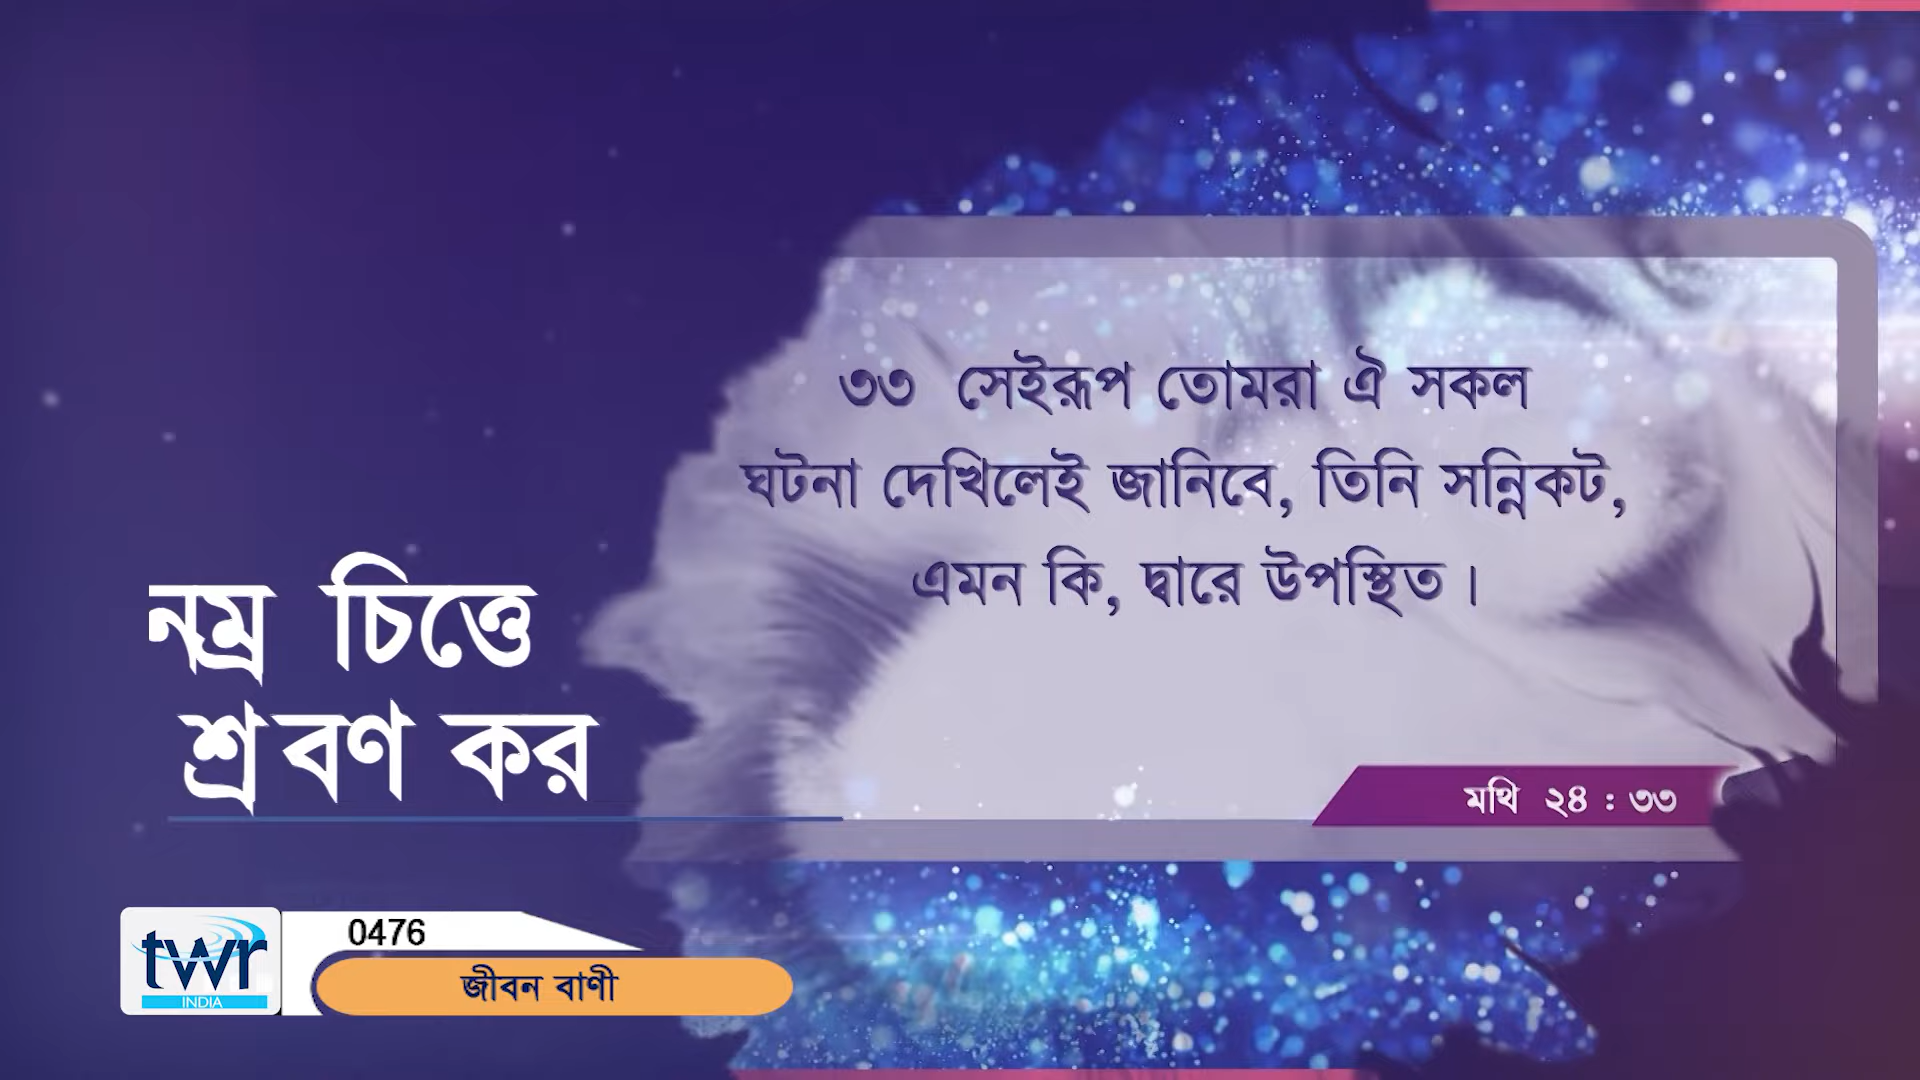 ৩৩ সেইরূপ তোমরা ঐ সকল
ঘটনা দেখিলেই জানিবে, তিনি সন্নিকট,
এমন কি, দ্বারে উপস্থিত।
মথি ২৪ : ৩৩
নম্র চিত্তে
শ্রবণ কর
twr
INDIA
0476
জীবন বাণী